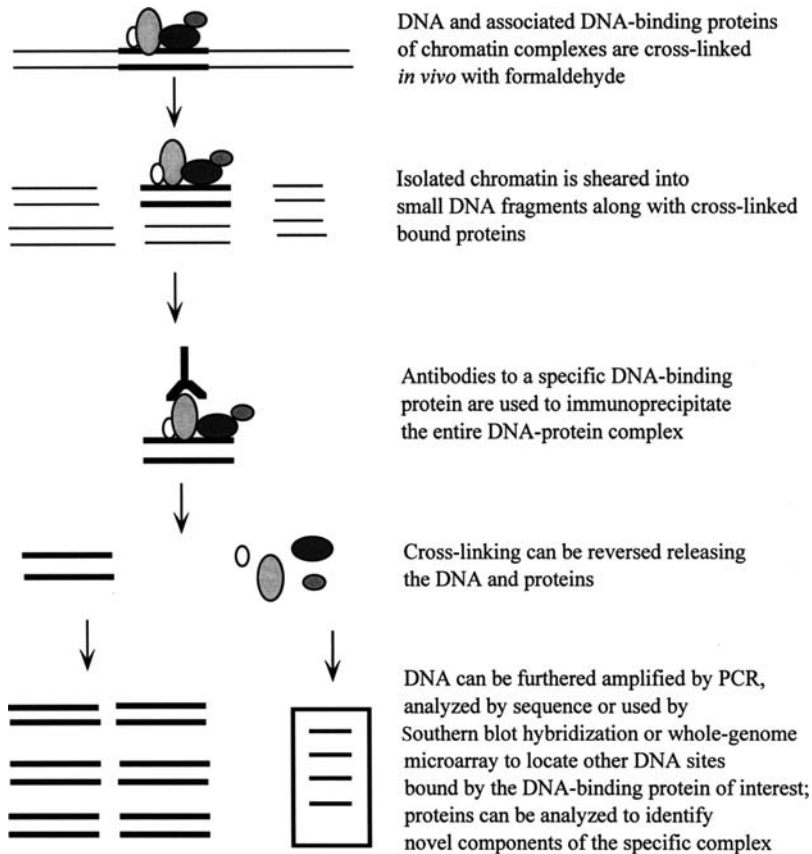 DNA and associated DNA-binding proteins
of chromatin complexes are cross-linked
in vivo with formaldehyde
Isolated chromatin is sheared into
small DNA fragments along with cross-linked
bound proteins
Antibodies to a specific DNA-binding
protein are used to immunoprecipitate
the entire DNA-protein complex
Cross-linking can be reversed releasing
the DNA and proteins
DNA can be furthered amplified by PCR,
analyzed by sequence or used by
Southern blot hybridization or whole-genome
microarray to locate other DNA sites
bound by the DNA-binding protein of interest;
proteins can be analyzed to identify
novel components of the specific complex